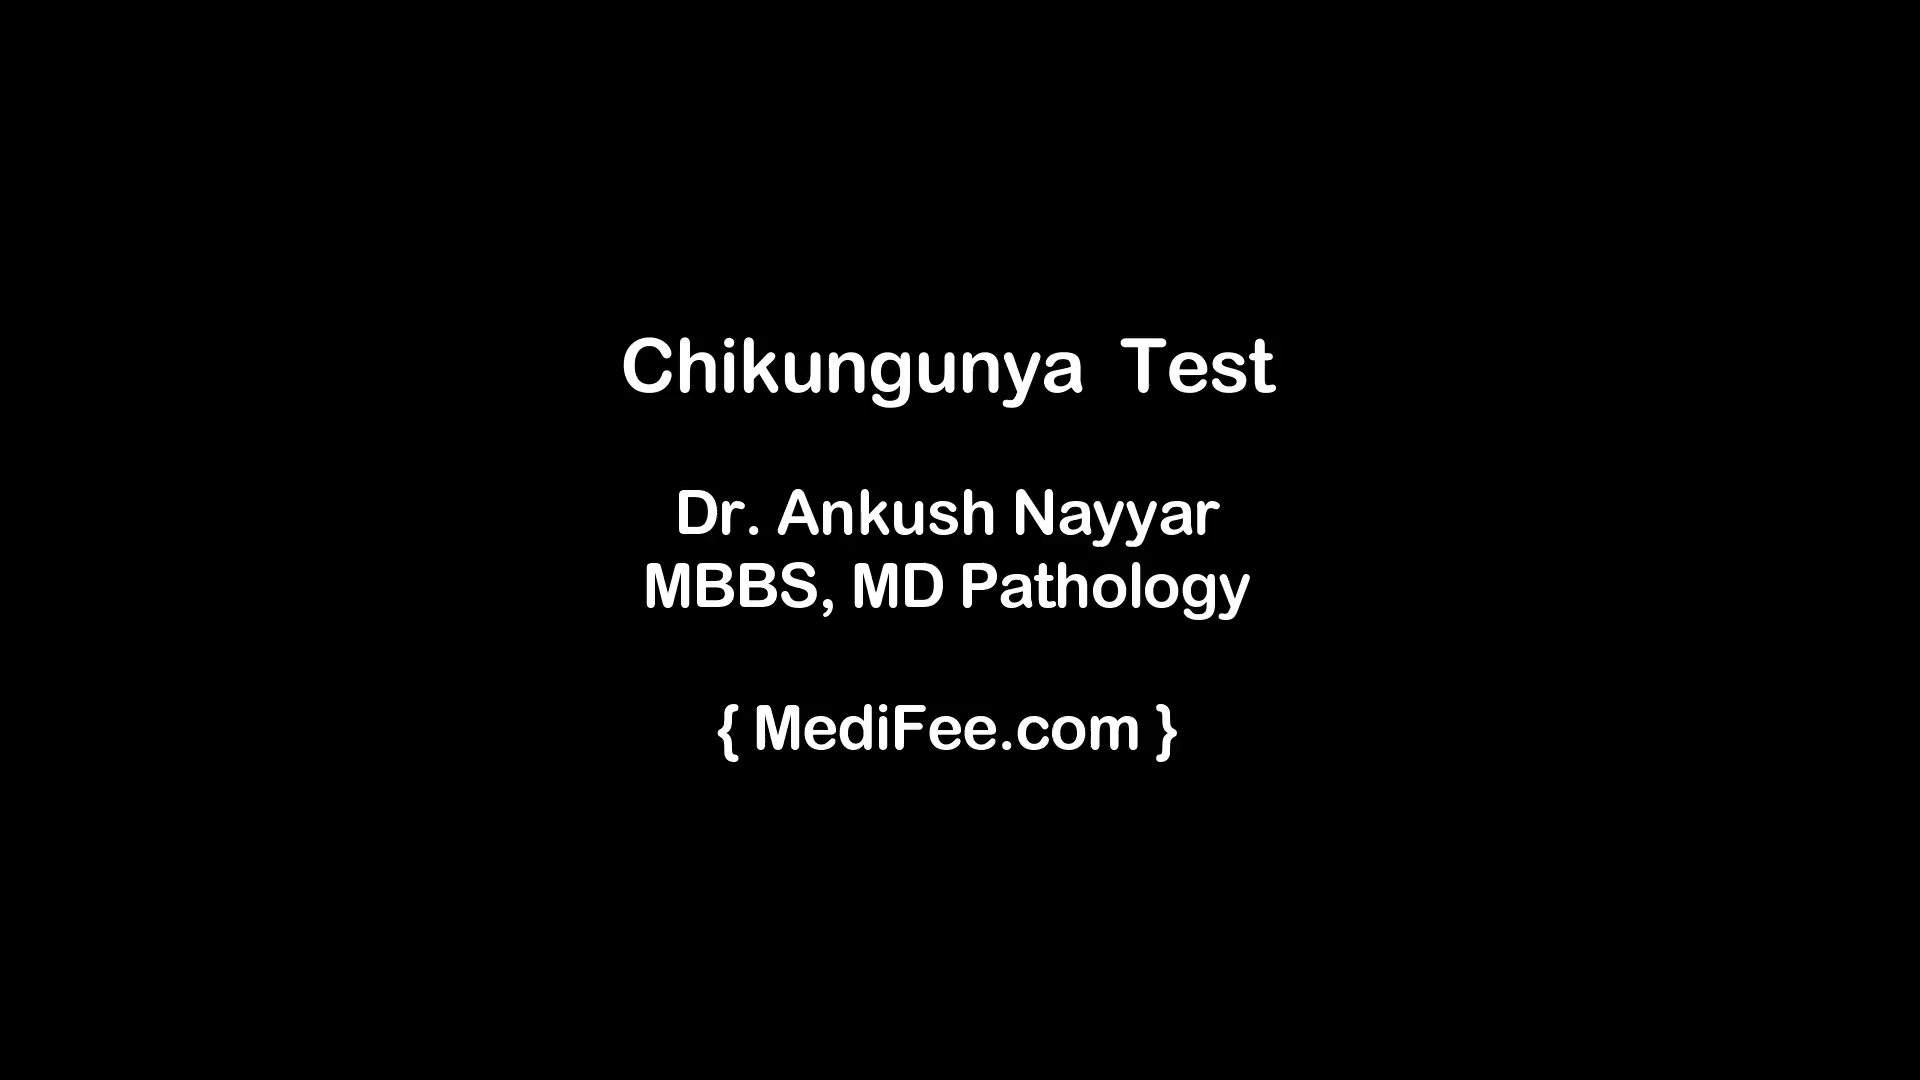 Chikungunya Test
Dr. Ankush Nayyar
MBBS, MD Pathology
{ MediFee.com }